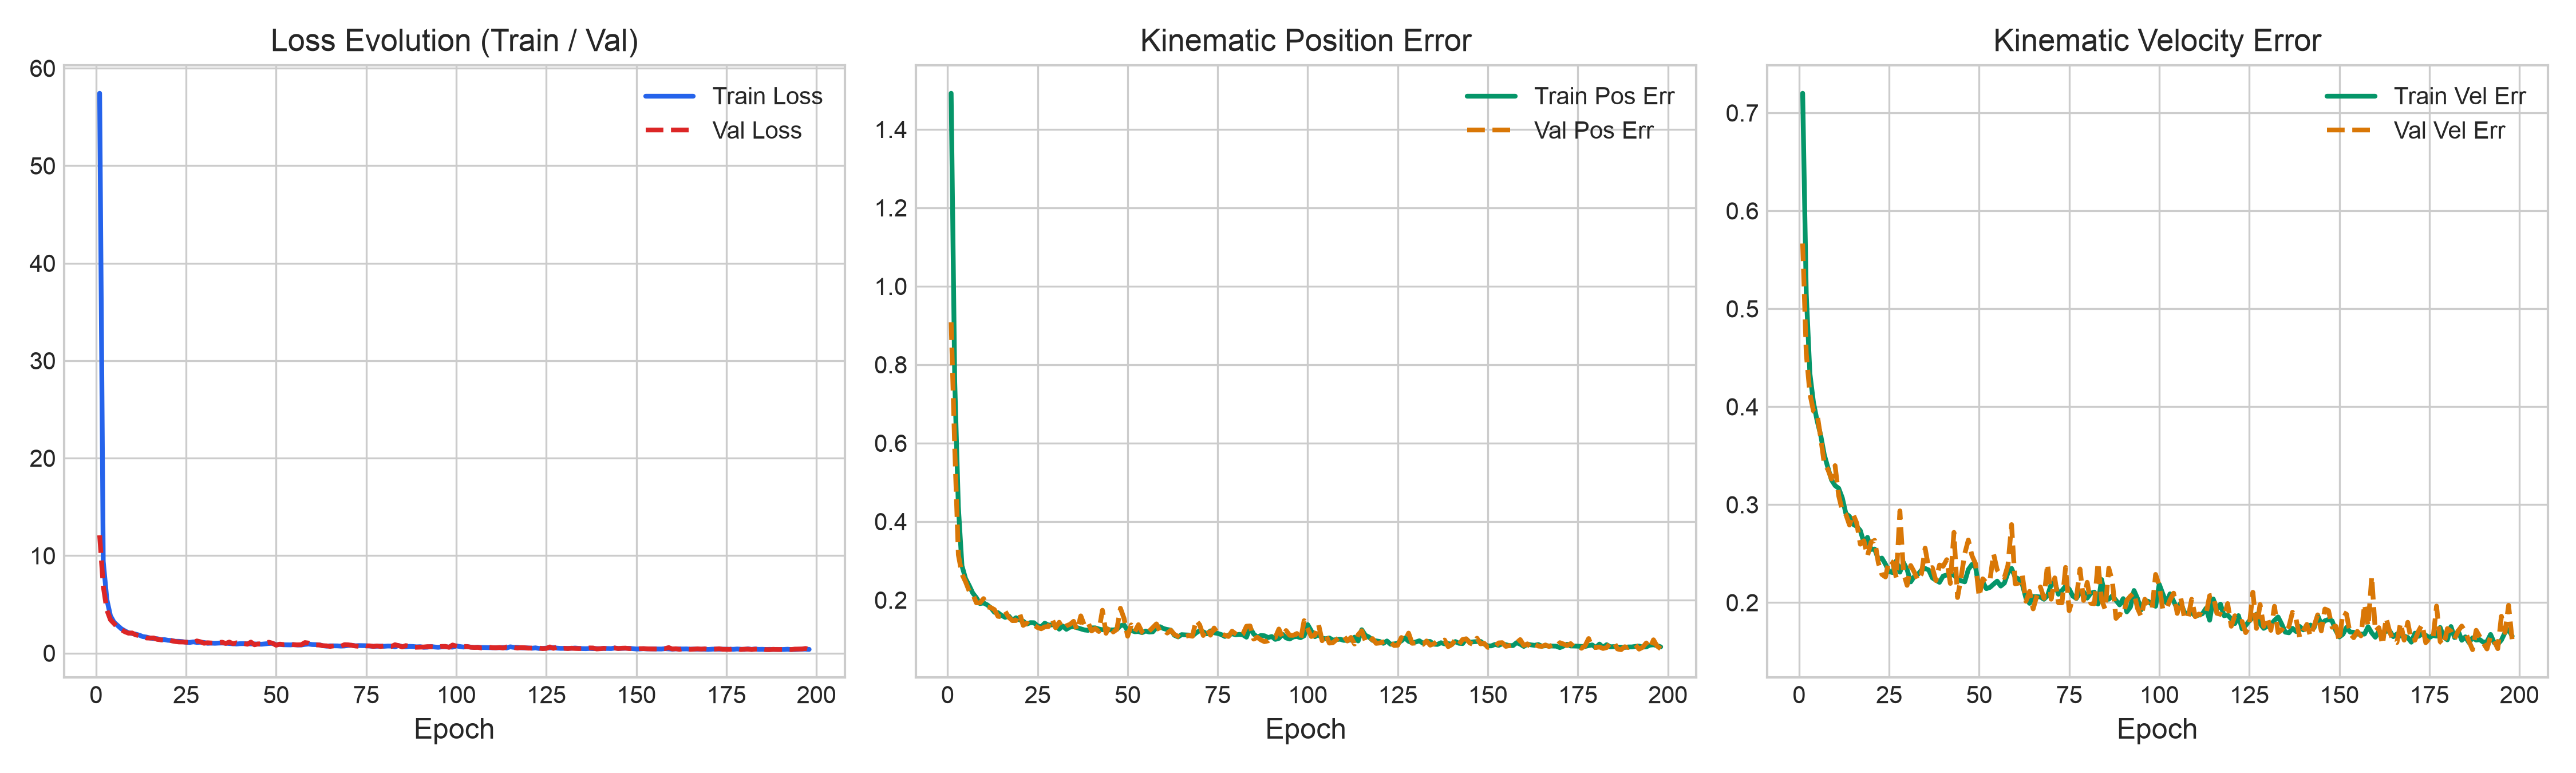 Loss Evolution (Train / Val)
60
50
40
30
20
10
0
0 25 50 75 100 125 150 175 200
Epoch
Train Loss
Val Loss
Kinematic Position Error
1.4
1.2
1.0
0.8
0.6
0.4
0.2
0 25 50 75 100 125 150 175 200
Epoch
Train Pos Err
Val Pos Err
Kinematic Velocity Error
0.7
0.6
0.5
0.4
0.3
0.2
0 25 50 75 100 125 150 175 200
Epoch
Train Vel Err
Val Vel Err